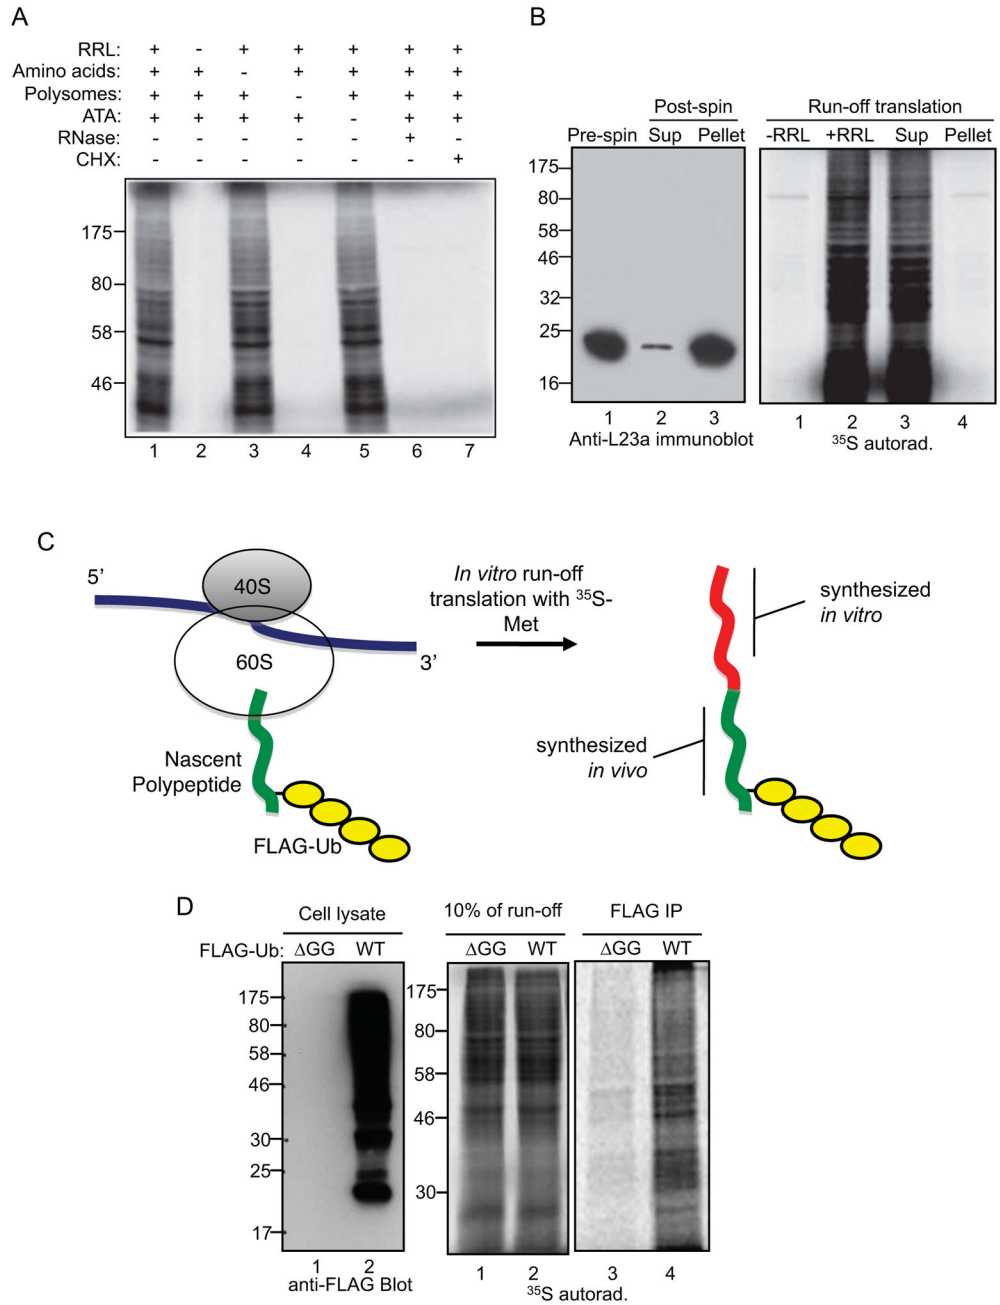 A
RRL: + - + + + + +
Amino acids: + + - + + + +
Polysomes: + + + - + + +
ATA: + + + + - + +
RNase: - - - - - + -
CHX: - - - - - - +
175
80
58
46
1 2 3 4 5 6 7
B
Post-spin
Pre-spin Sup Pellet
175
80
58
46
32
25
16
1 2 3
Anti-L23a immunoblot
Run-off translation
-RRL +RRL Sup Pellet
1 2 3 4
35S autorad.
C
5’
40S
60S
3’
Nascent
Polypeptide
FLAG-Ub
In vitro run-off
translation with 35S-
Met
synthesized
in vitro
synthesized
in vivo
D
Cell lysate
FLAG-Ub: ΔGG WT
175
80
58
46
30
25
17
1 2
anti-FLAG Blot
10% of run-off
ΔGG WT
175
80
58
46
30
1 2
FLAG IP
ΔGG WT
3 4
35S autorad.